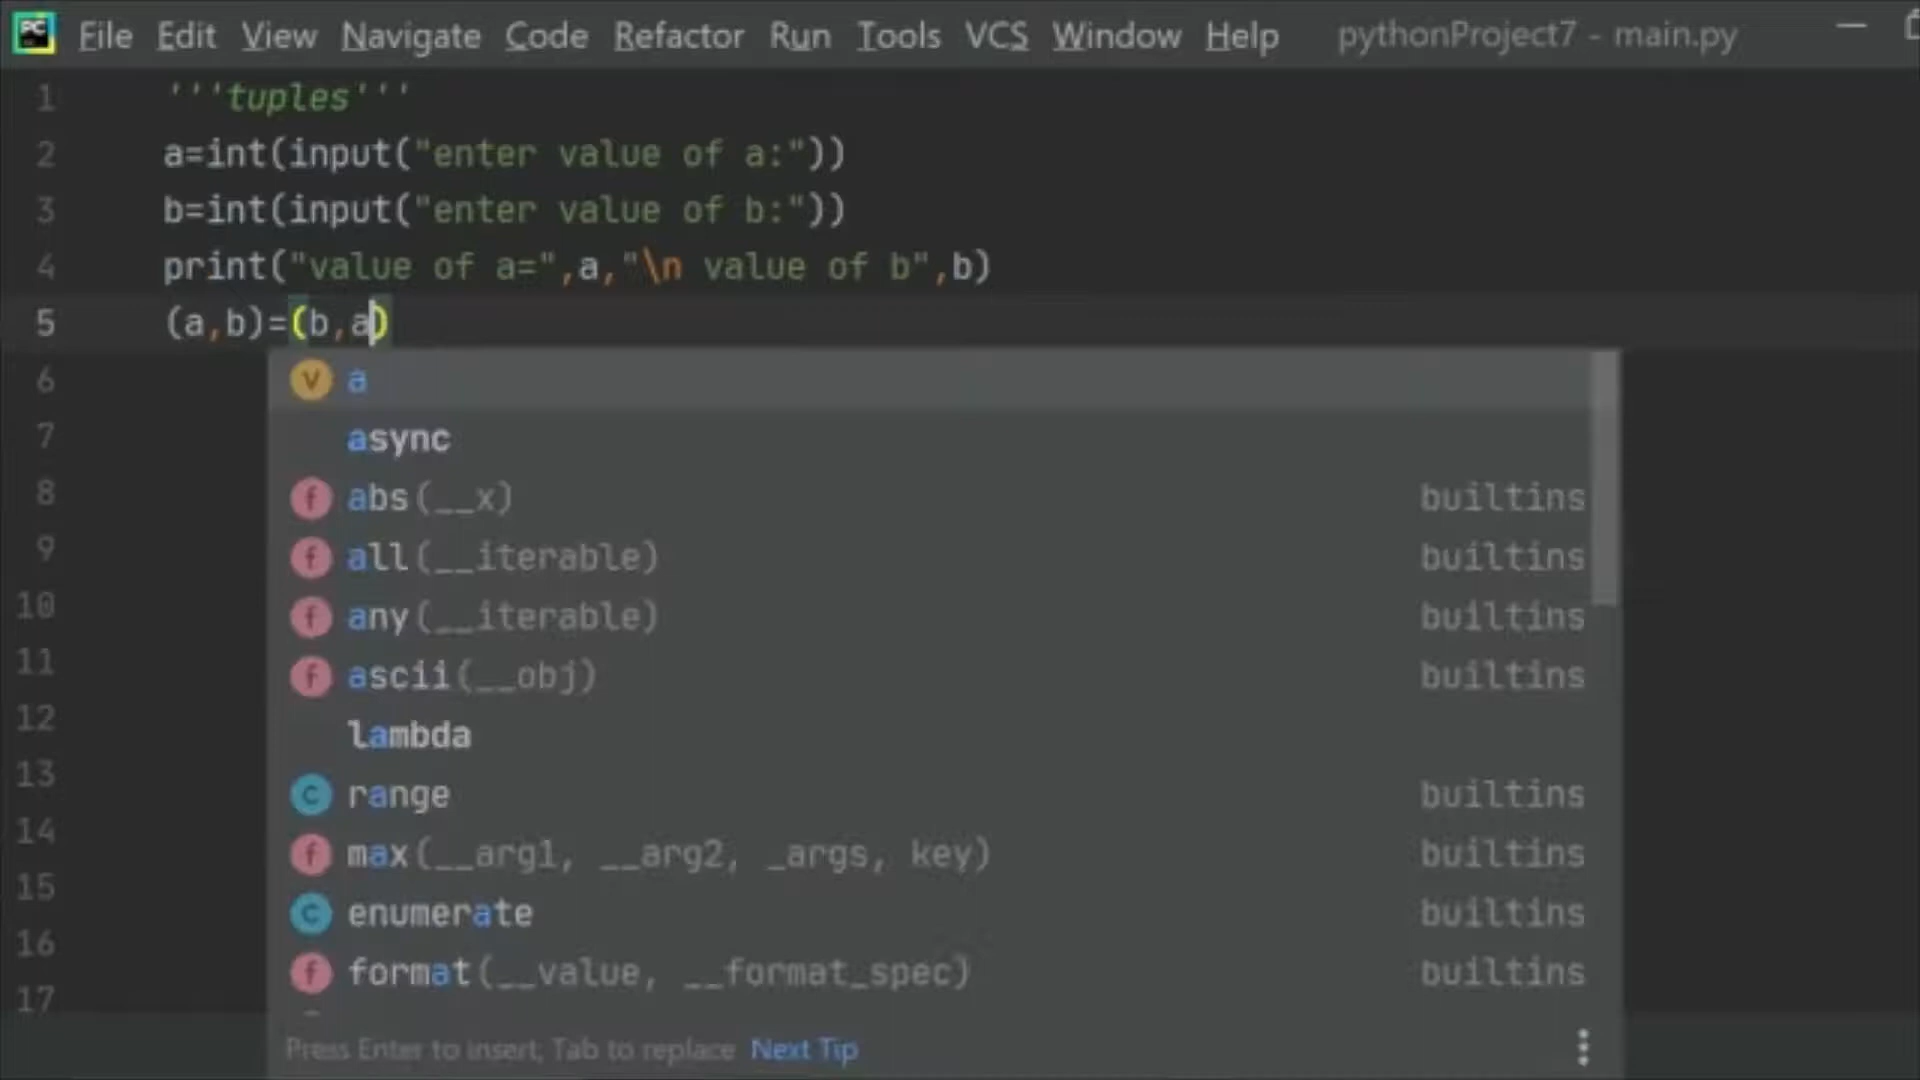 PC File Edit View Navigate Code Refactor Run Tools VCS Window Help pythonProject7 - main.py
1 '''tuples'''
2 a=int(input("enter value of a:"))
3 b=int(input("enter value of b:"))
4 print("value of a=",a,"\n value of b",b)
5 (a,b)=(b,a)
6 v a
7 async
8 f abs(__x) builtins
9 f all(__iterable) builtins
10 f any(__iterable) builtins
11 f ascii(__obj) builtins
12 lambda
13 c range builtins
14 f max(__arg1, __arg2, _args, key) builtins
15 c enumerate builtins
16 f format(__value, __format_spec) builtins
17
Press Enter to insert, Tab to replace Next Tip